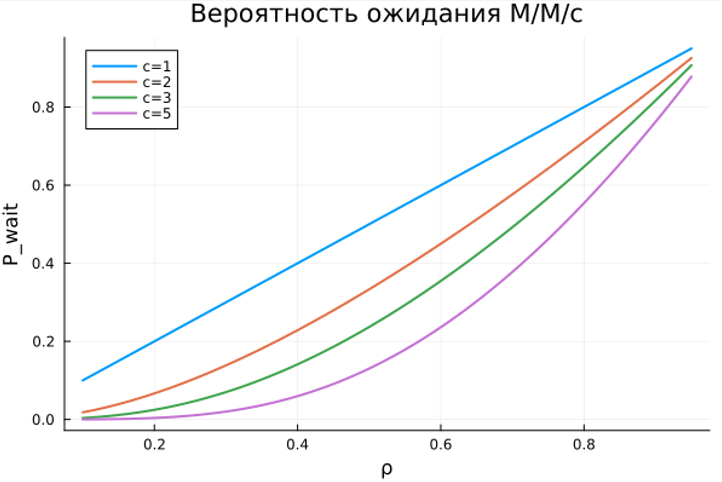 Вероятность ожидания M/M/c
c=1
c=2
c=3
c=5
P_wait
0.8
0.6
0.4
0.2
0.0
0.2 0.4 0.6 0.8
ρ